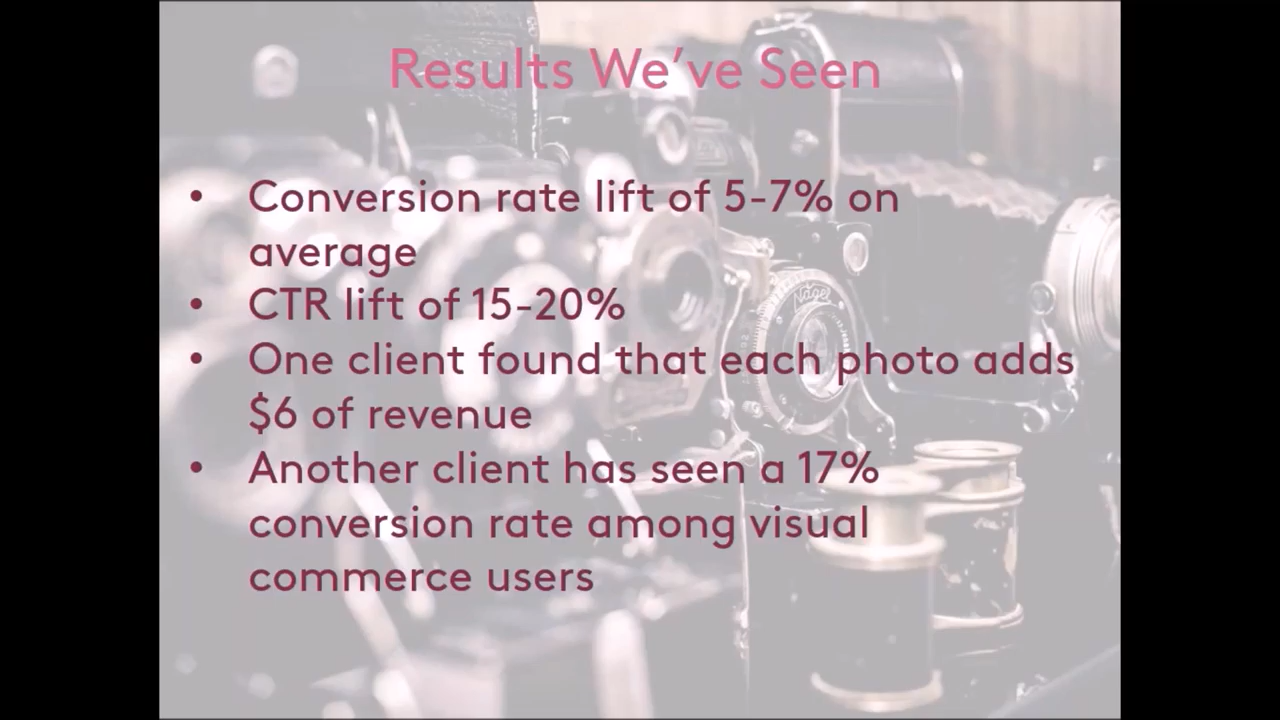 Results We’ve Seen
• Conversion rate lift of 5-7% on
average
• CTR lift of 15-20%
• One client found that each photo adds
$6 of revenue
• Another client has seen a 17%
conversion rate among visual
commerce users
Nagel